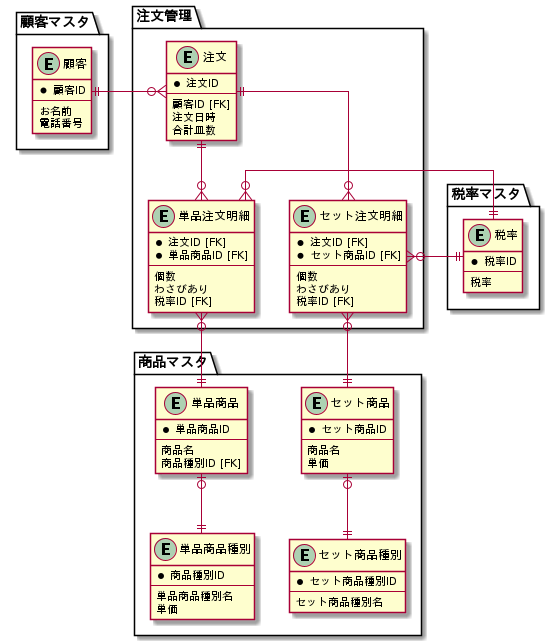 顧客マスタ
E 顧客
● 顧客ID
お名前
電話番号
注文管理
E 注文
● 注文ID
顧客ID [FK]
注文日時
合計皿数
E 単品注文明細
● 注文ID [FK]
● 単品商品ID [FK]
個数
わさびあり
税率ID [FK]
E セット注文明細
● 注文ID [FK]
● セット商品ID [FK]
個数
わさびあり
税率ID [FK]
税率マスタ
E 税率
● 税率ID
税率
商品マスタ
E 単品商品
● 単品商品ID
商品名
商品種別ID [FK]
E セット商品
● セット商品ID
商品名
単価
E 単品商品種別
● 商品種別ID
単品商品種別名
単価
E セット商品種別
● セット商品種別ID
セット商品種別名